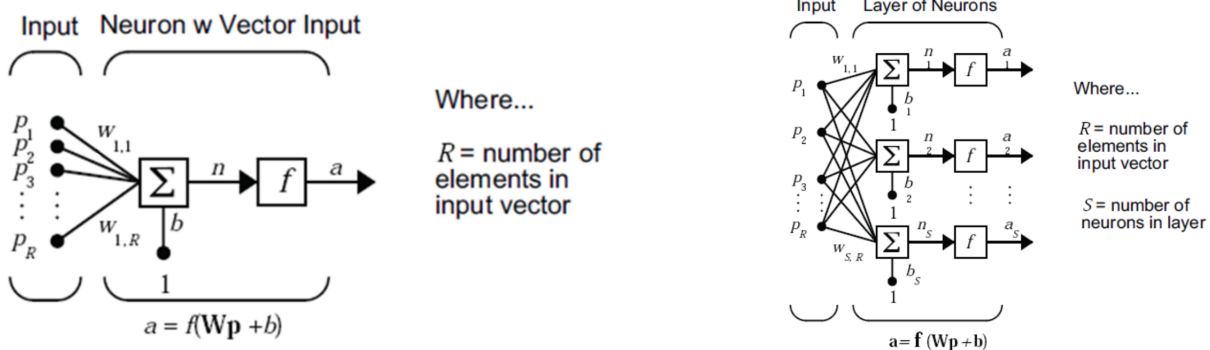 Input Neuron w Vector Input
p1
p2
p3
pR
w1,1
w1,R
Σ
n
f
a
b
1
a = f(Wp +b)
Where...
R = number of
elements in
input vector
Input Layer of Neurons
p1
p2
p3
pR
w1,1
wS, R
Σ
n1
f
a1
b1
1
Σ
n2
f
a2
b2
1
Σ
nS
f
aS
bS
1
a= f (Wp +b)
Where...
R = number of
elements in
input vector
S = number of
neurons in layer